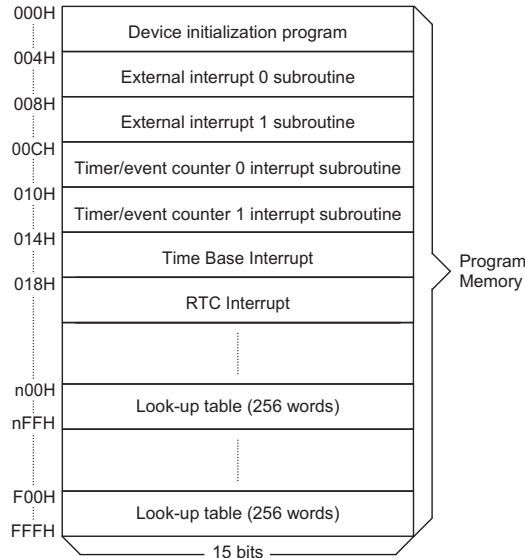 000H
Device initialization program
004H
External interrupt 0 subroutine
008H
External interrupt 1 subroutine
00CH
Timer/event counter 0 interrupt subroutine
010H
Timer/event counter 1 interrupt subroutine
014H
Time Base Interrupt
018H
RTC Interrupt
Program
Memory
n00H
Look-up table (256 words)
nFFH
F00H
Look-up table (256 words)
FFFH
15 bits